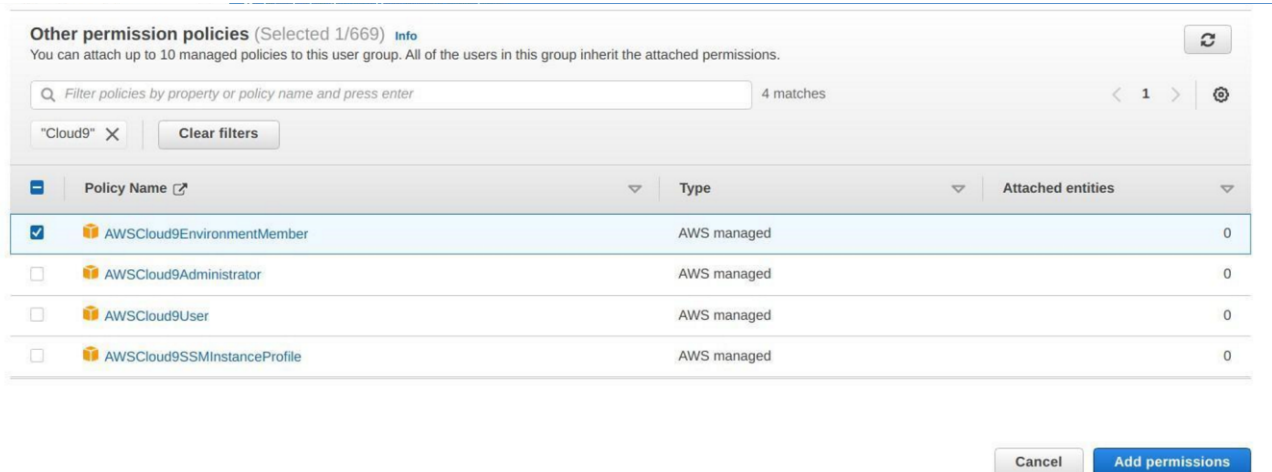 Other permission policies (Selected 1/669) Info
You can attach up to 10 managed policies to this user group. All of the users in this group inherit the attached permissions.
Filter policies by property or policy name and press enter
4 matches
1
"Cloud9"
Clear filters
Policy Name Type Attached entities
AWSCloud9EnvironmentMember AWS managed 0
AWSCloud9Administrator AWS managed 0
AWSCloud9User AWS managed 0
AWSCloud9SSMInstanceProfile AWS managed 0
Cancel Add permissions